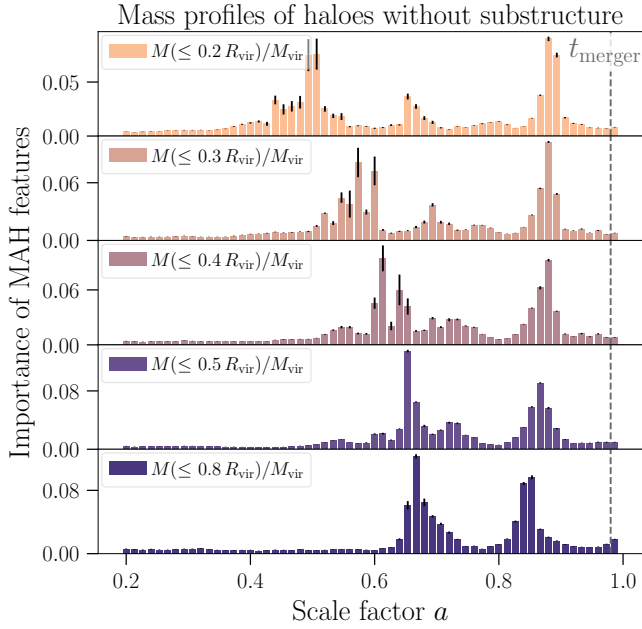 Mass profiles of haloes without substructure
M(≤ 0.2 R_vir)/M_vir
t_merger
0.05
0.00
M(≤ 0.3 R_vir)/M_vir
0.06
0.00
M(≤ 0.4 R_vir)/M_vir
0.06
0.00
M(≤ 0.5 R_vir)/M_vir
0.08
0.00
M(≤ 0.8 R_vir)/M_vir
0.08
0.00
Importance of MAH features
0.2 0.4 0.6 0.8 1.0
Scale factor a